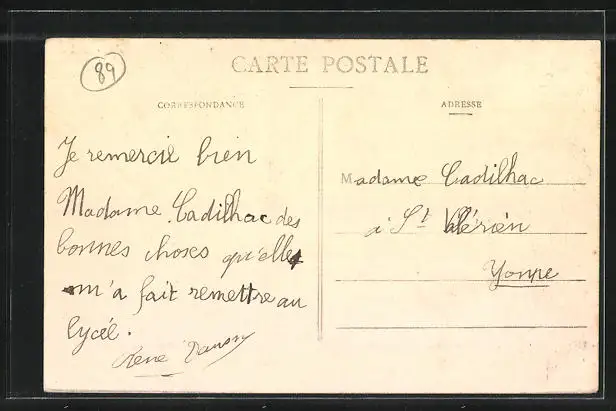 89
CARTE POSTALE
CORRESPONDANCE
ADRESSE
Je remercie bien
Madame Cadilhac des
bonnes choses qu'elle
m'a fait remettre au
lycée.
René
Madame Cadilhac
à St Valérien
Yonne